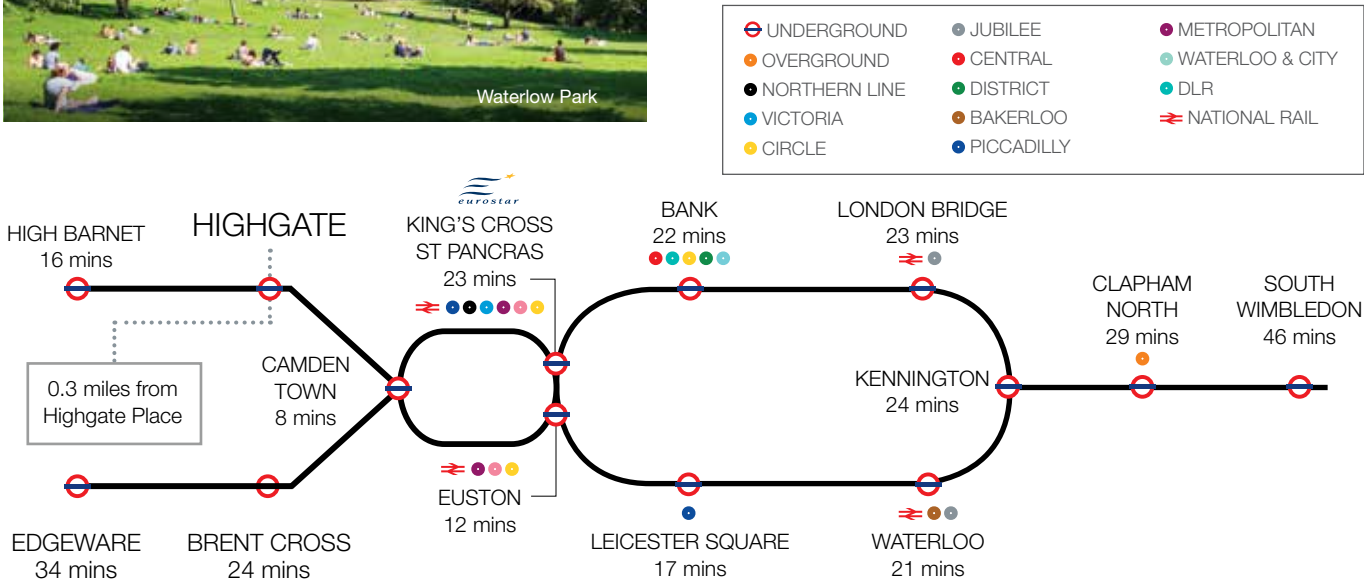 Waterlow Park
UNDERGROUND
OVERGROUND
NORTHERN LINE
VICTORIA
CIRCLE
JUBILEE
CENTRAL
DISTRICT
BAKERLOO
PICCADILLY
METROPOLITAN
WATERLOO & CITY
DLR
NATIONAL RAIL
HIGH BARNET
16 mins
HIGHGATE
0.3 miles from
Highgate Place
eurostar
KING'S CROSS
ST PANCRAS
23 mins
BANK
22 mins
LONDON BRIDGE
23 mins
CAMDEN
TOWN
8 mins
KENNINGTON
24 mins
CLAPHAM
NORTH
29 mins
SOUTH
WIMBLEDON
46 mins
EDGEWARE
34 mins
BRENT CROSS
24 mins
EUSTON
12 mins
LEICESTER SQUARE
17 mins
WATERLOO
21 mins